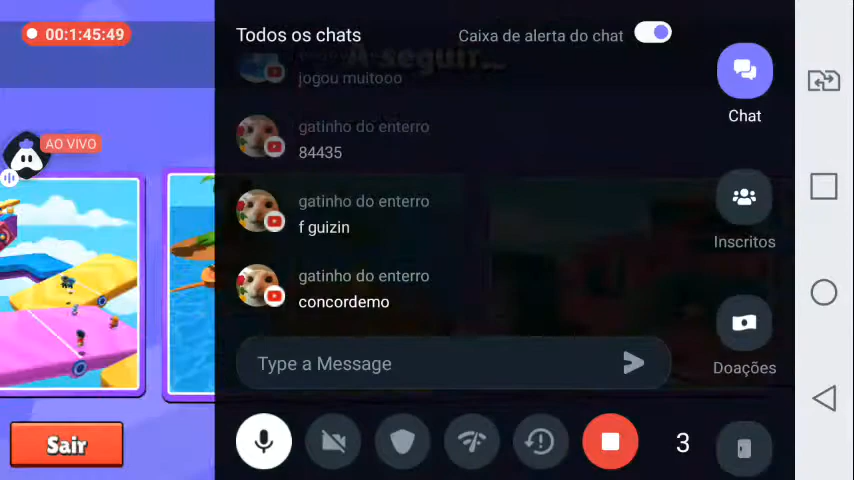 00:1:45:49
Todos os chats
Caixa de alerta do chat
A seguir...
jogou muitooo
Chat
gatinho do enterro
84435
AO VIVO
gatinho do enterro
f guizin
Inscritos
gatinho do enterro
concordemo
Type a Message
Doações
Sair
3